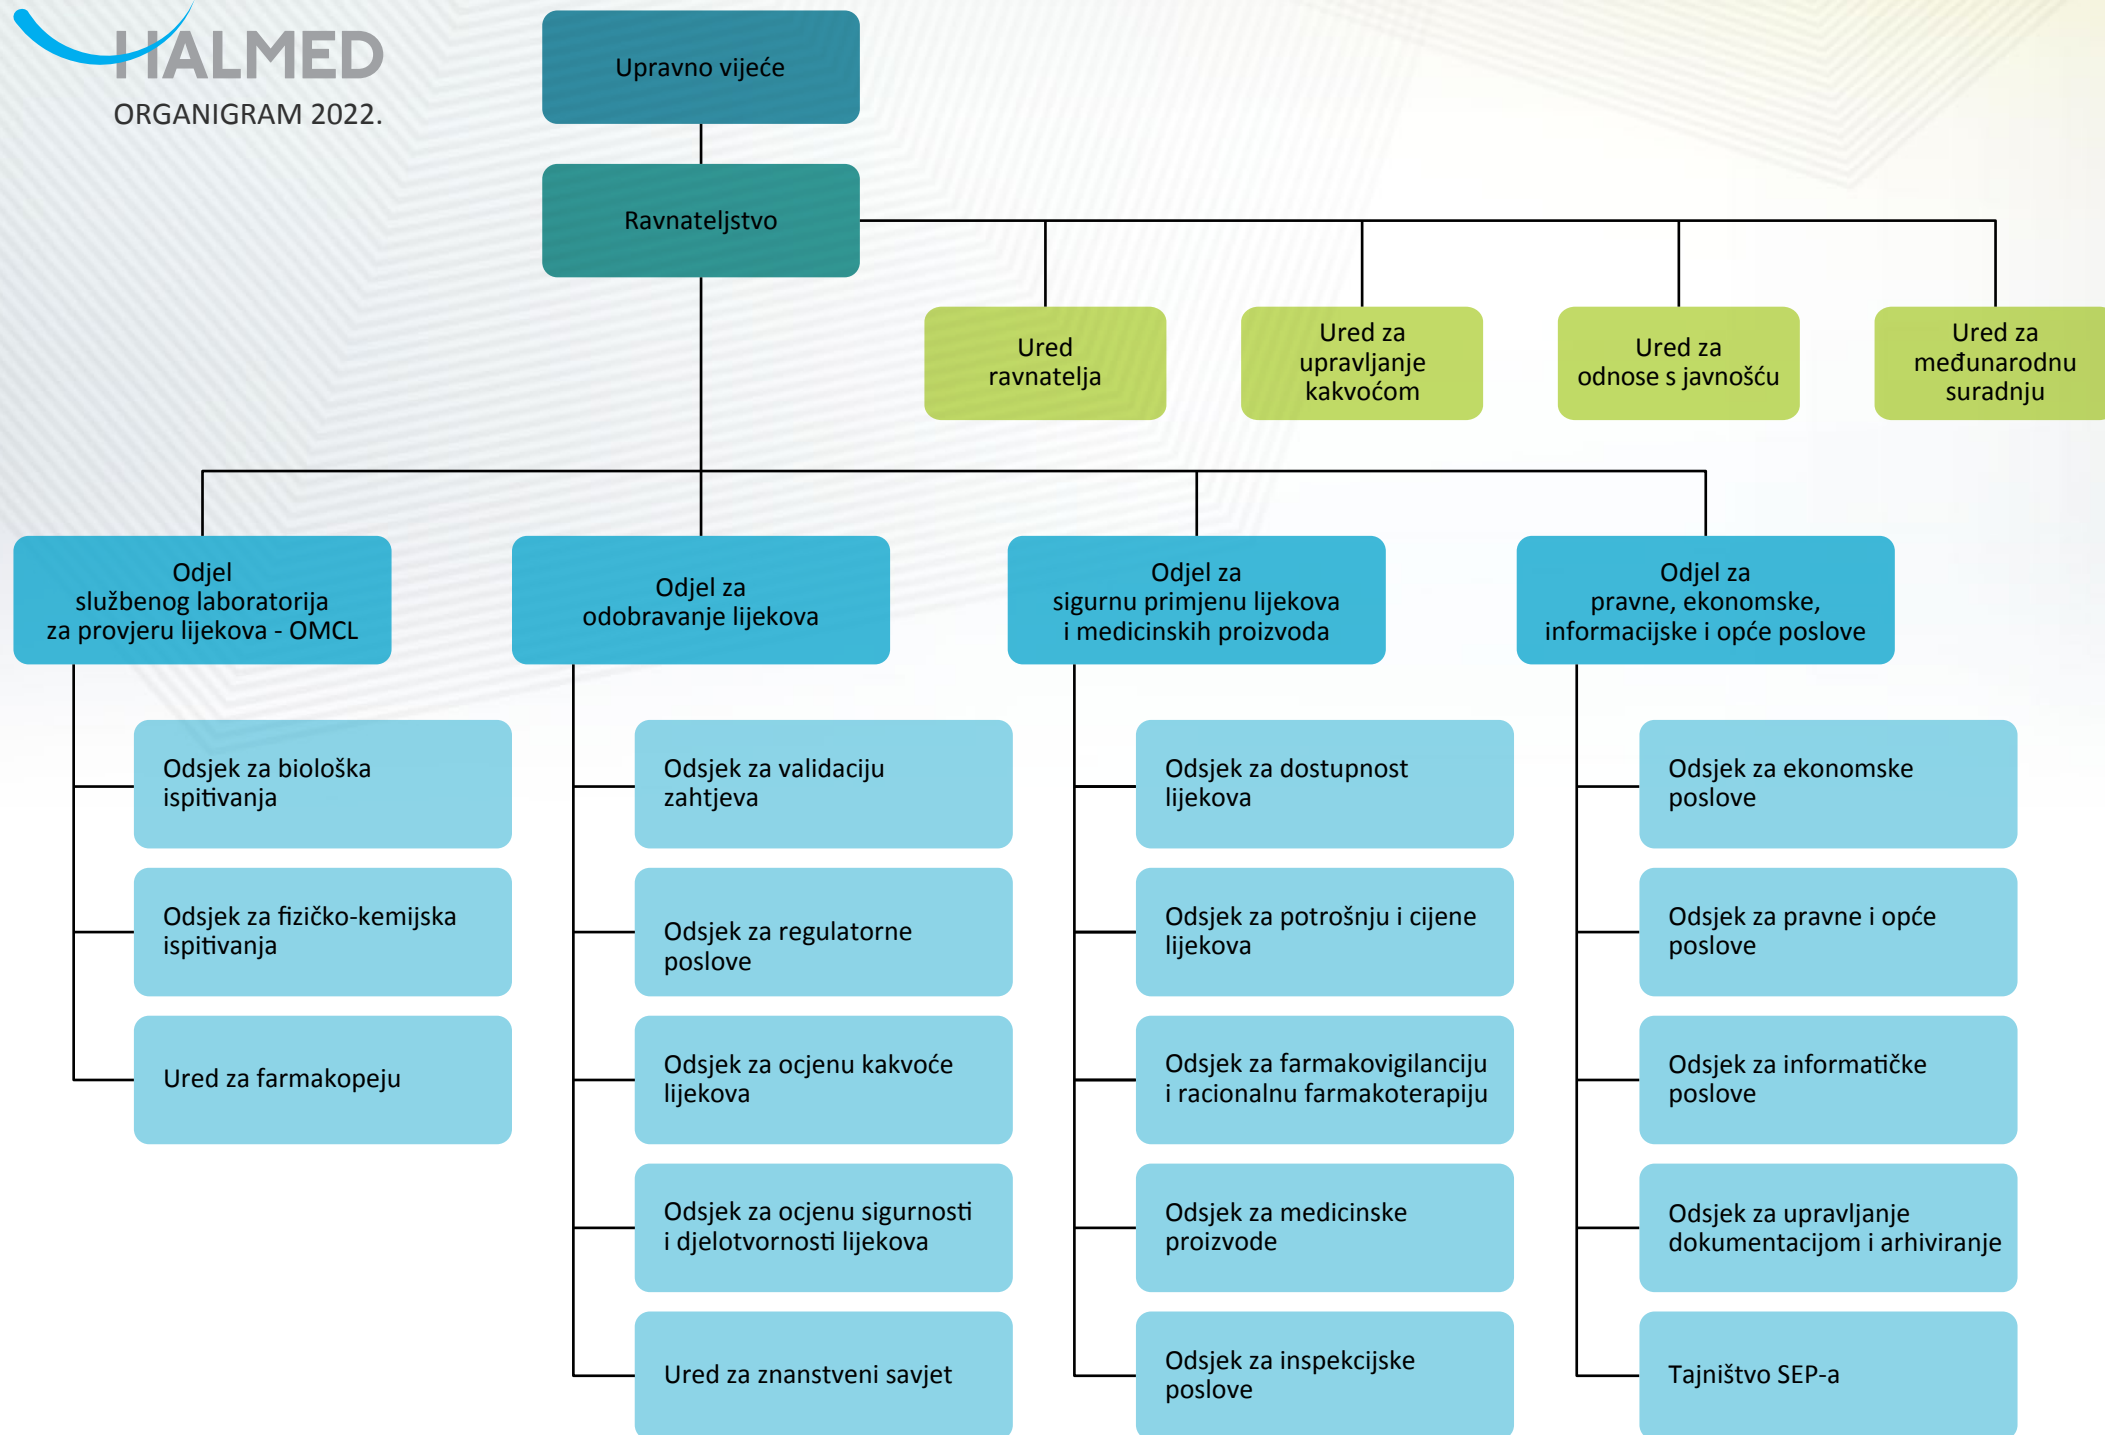 HALMED
ORGANIGRAM 2022.
Upravno vijeće
Ravnateljstvo
Ured
ravnatelja
Ured za
upravljanje
kakvoćom
Ured za
odnose s javnošću
Ured za
međunarodnu
suradnju
Odjel
službenog laboratorija
za provjeru lijekova - OMCL
Odjel za
odobravanje lijekova
Odjel za
sigurnu primjenu lijekova
i medicinskih proizvoda
Odjel za
pravne, ekonomske,
informacijske i opće poslove
Odsjek za biološka
ispitivanja
Odsjek za fizičko-kemijska
ispitivanja
Ured za farmakopeju
Odsjek za validaciju
zahtjeva
Odsjek za regulatorne
poslove
Odsjek za ocjenu kakvoće
lijekova
Odsjek za ocjenu sigurnosti
i djelotvornosti lijekova
Ured za znanstveni savjet
Odsjek za dostupnost
lijekova
Odsjek za potrošnju i cijene
lijekova
Odsjek za farmakovigilanciju
i racionalnu farmakoterapiju
Odsjek za medicinske
proizvode
Odsjek za inspekcijske
poslove
Odsjek za ekonomske
poslove
Odsjek za pravne i opće
poslove
Odsjek za informatičke
poslove
Odsjek za upravljanje
dokumentacijom i arhiviranje
Tajništvo SEP-a